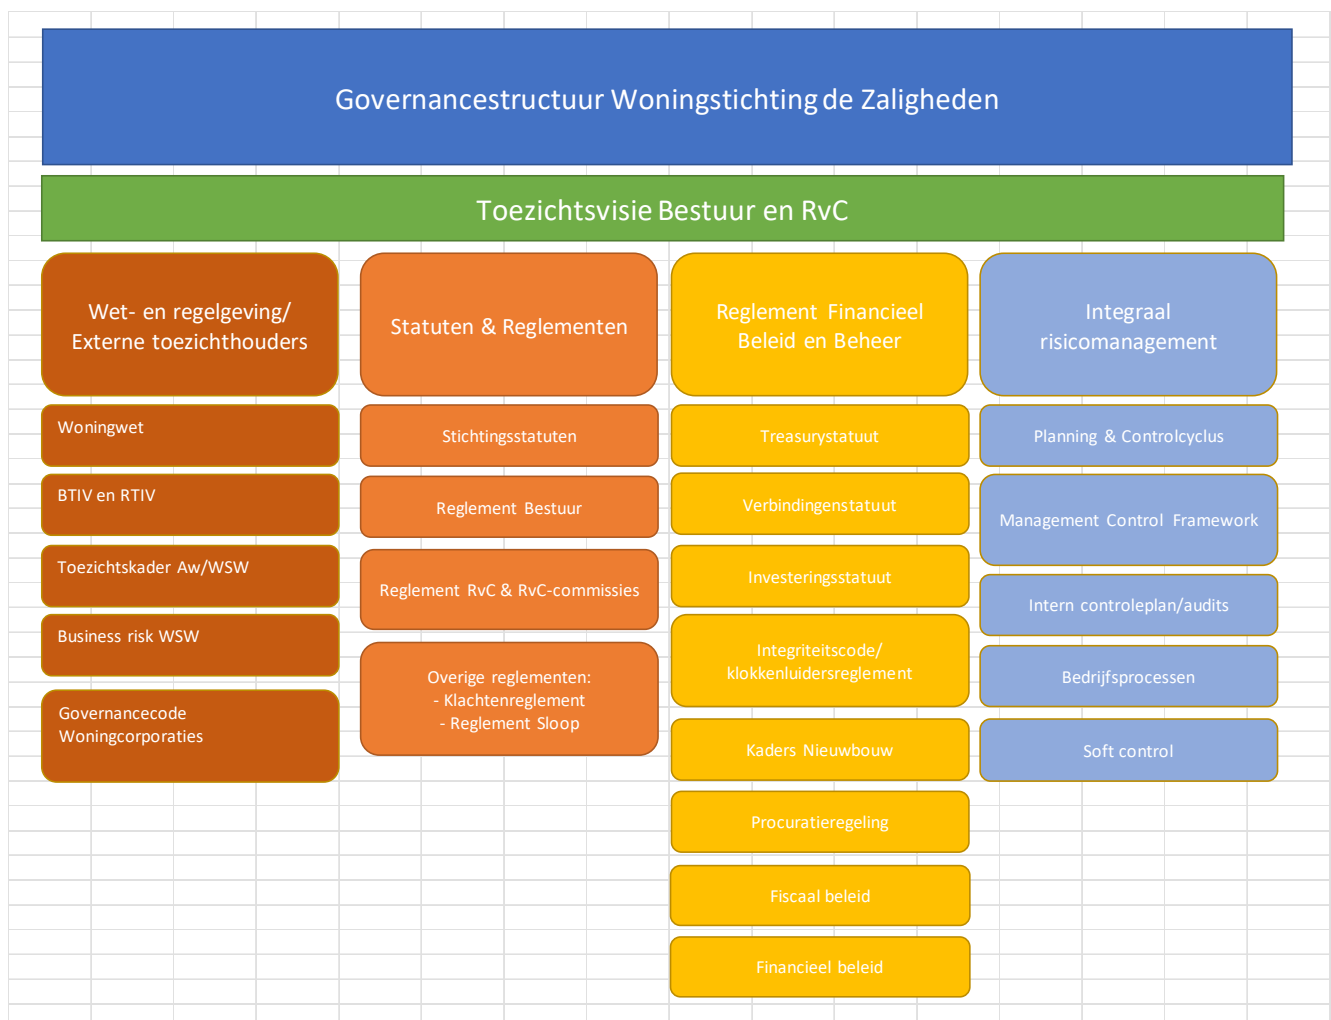 Governancestructuur Woningstichting de Zaligheden
Toezichtsvisie Bestuur en RvC
Wet- en regelgeving/
Externe toezichthouders
Woningwet
BTIV en RTIV
Toezichtskader Aw/WSW
Business risk WSW
Governancecode
Woningcorporaties
Statuten & Reglementen
Stichtingsstatuten
Reglement Bestuur
Reglement RvC & RvC-commissies
Overige reglementen:
- Klachtenreglement
- Reglement Sloop
Reglement Financieel
Beleid en Beheer
Treasurystatuut
Verbindingenstatuut
Investeringsstatuut
Integriteitscode/
klokkenluidersreglement
Kaders Nieuwbouw
Procuratieregeling
Fiscaal beleid
Financieel beleid
Integraal
risicomanagement
Planning & Controlcyclus
Management Control Framework
Intern controleplan/audits
Bedrijfsprocessen
Soft control